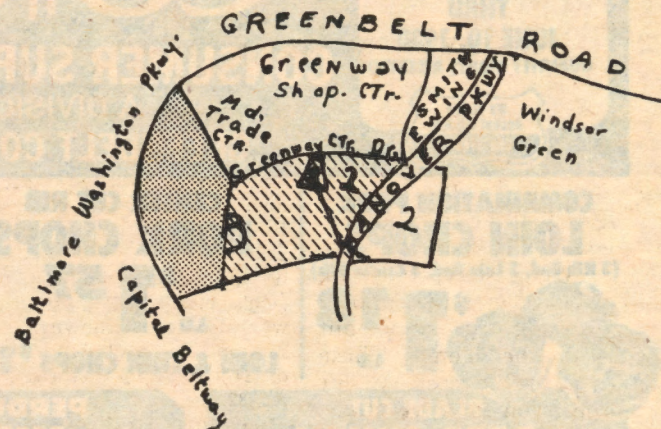 GREENBELT ROAD
Baltimore Washington Pkwy.
Greenway
Shop. CTr.
SMITH
EWING
HANOVER PKWY
Md.
Trade
CTR.
Windsor
Green
Greenway CTr. Dr.
2
2
Capital Beltway